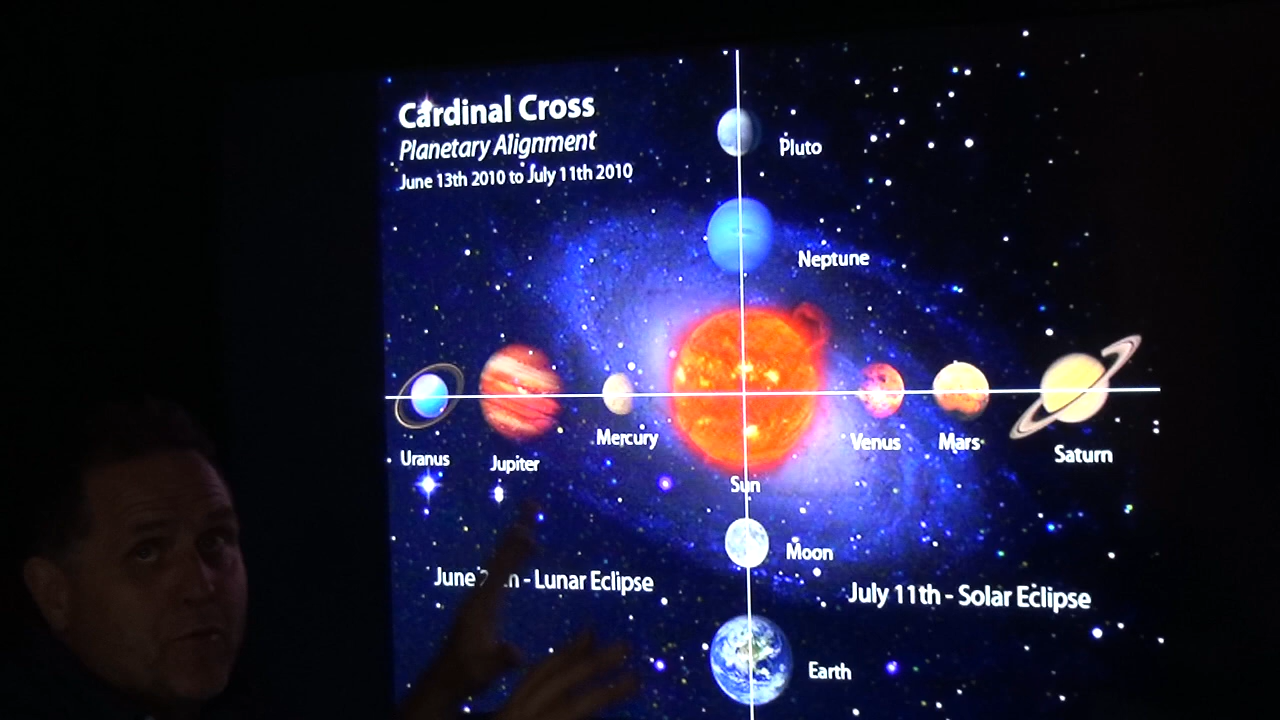 Cardinal Cross
Planetary Alignment
June 13th 2010 to July 11th 2010
Pluto
Neptune
Mercury
Venus
Mars
Uranus
Jupiter
Saturn
Sun
Moon
June - Lunar Eclipse
July 11th - Solar Eclipse
Earth